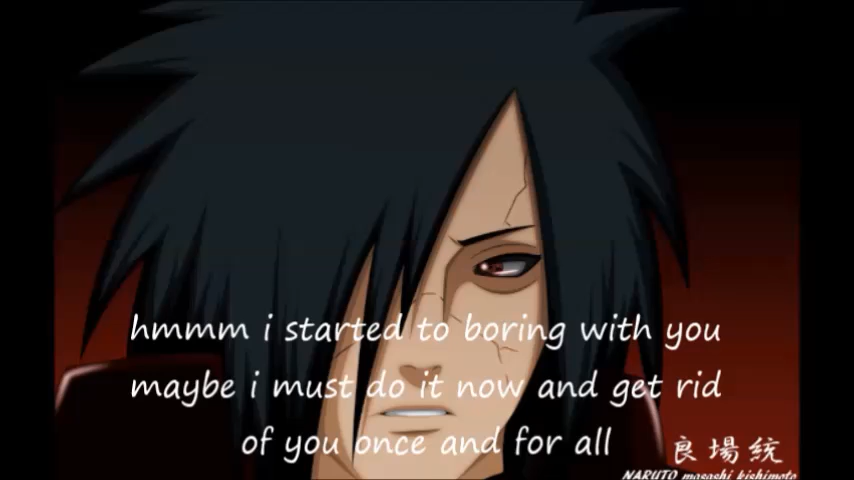 hmmm i started to boring with you
maybe i must do it now and get rid
of you once and for all
良場統
NARUTO masashi kishimoto